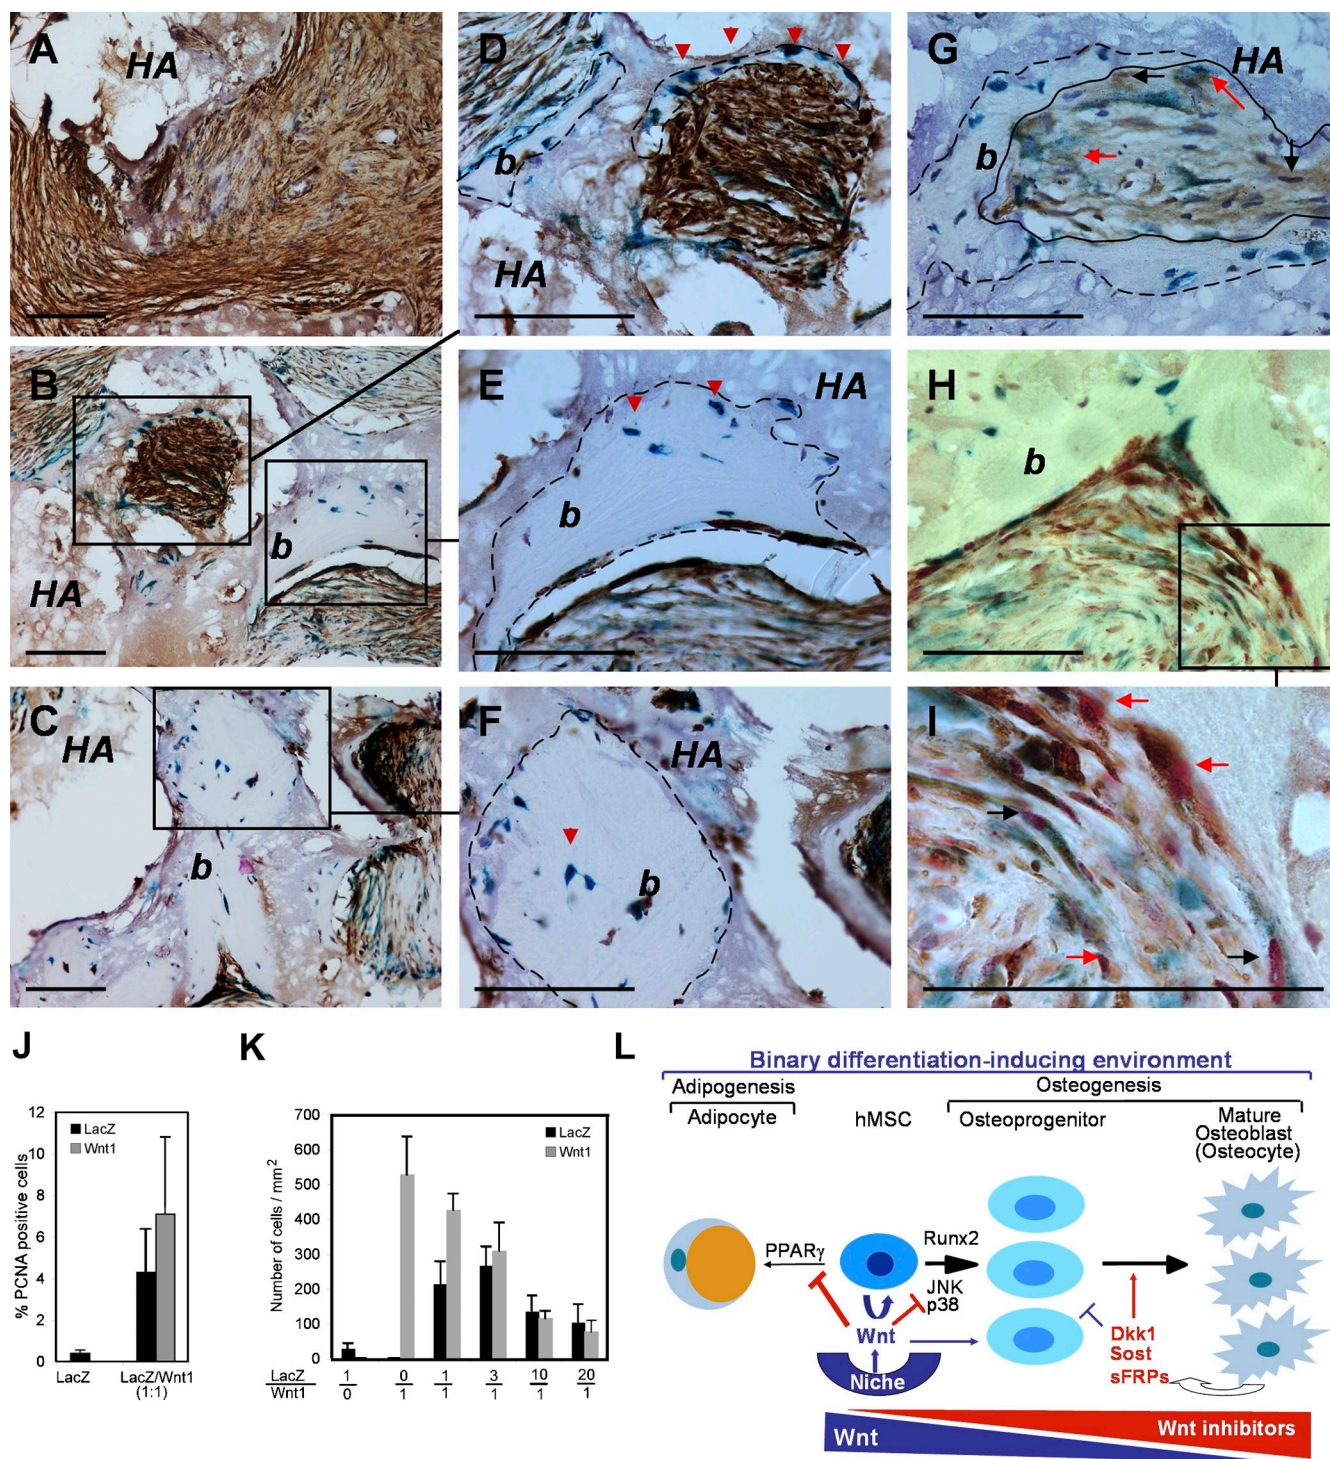 A
HA
B
b
HA
C
HA
b
D
b
HA
E
HA
b
F
HA
b
G
HA
b
H
b
I
J
% PCNA positive cells
12
10
8
6
4
2
0
LacZ
Wnt1
LacZ
LacZ/Wnt1
(1:1)
K
Number of cells / mm2
700
600
500
400
300
200
100
0
LacZ
Wnt1
LacZ 1 0 1 3 10 20
Wnt1 0 1 1 1 1 1
L
Binary differentiation-inducing environment
Adipogenesis
Osteogenesis
Adipocyte
hMSC
Osteoprogenitor
Mature
Osteoblast
(Osteocyte)
PPARγ
Runx2
JNK
p38
Wnt
Niche
Dkk1
Sost
sFRPs
Wnt
Wnt inhibitors